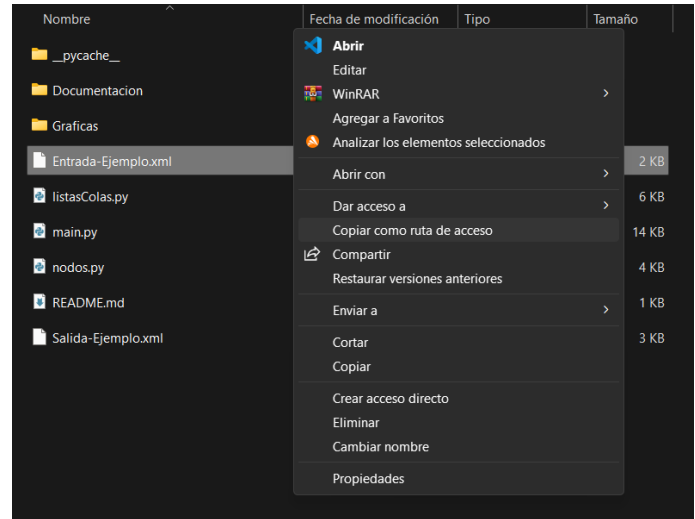 Nombre Fecha de modificación Tipo Tamaño
__pycache__
Documentacion
Graficas
Entrada-Ejemplo.xml 2 KB
listasColas.py 6 KB
main.py 14 KB
nodos.py 4 KB
README.md 1 KB
Salida-Ejemplo.xml 3 KB
Abrir
Editar
WinRAR
Agregar a Favoritos
Analizar los elementos seleccionados
Abrir con
Dar acceso a
Copiar como ruta de acceso
Compartir
Restaurar versiones anteriores
Enviar a
Cortar
Copiar
Crear acceso directo
Eliminar
Cambiar nombre
Propiedades